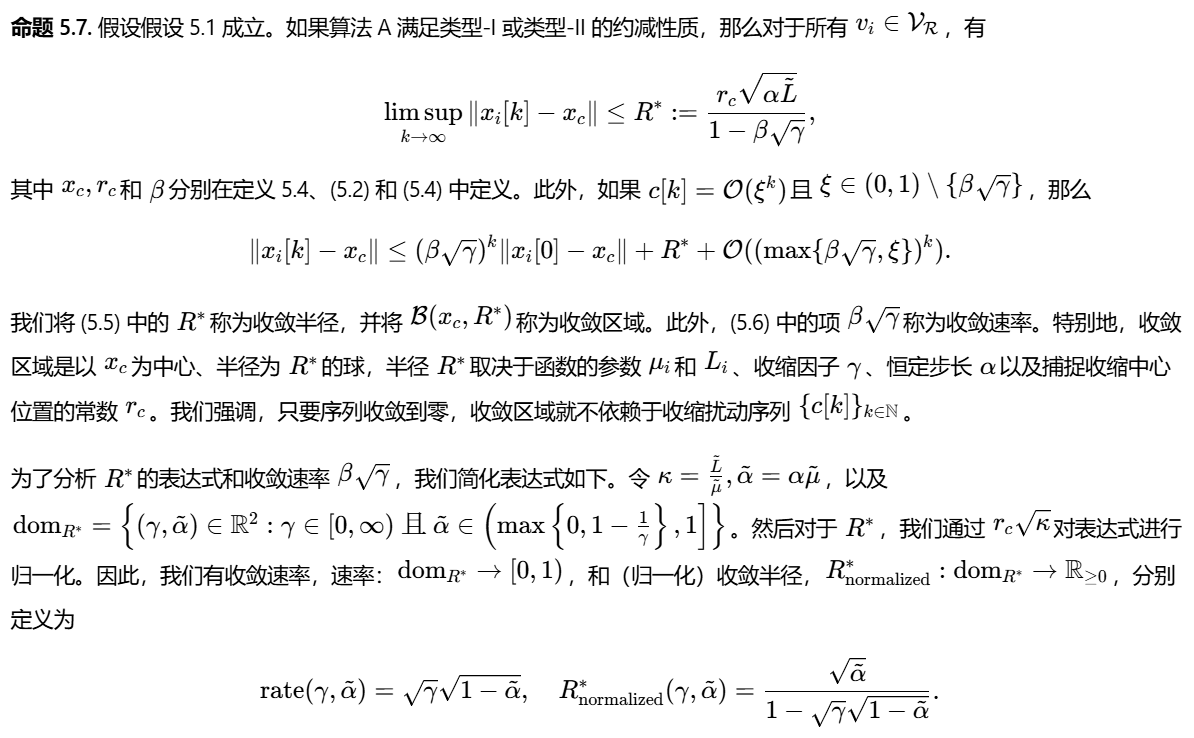 命题 5.7. 假设假设 5.1 成立。如果算法 A 满足类型-I 或类型-II 的约减性质，那么对于所有 $v_i \in \mathcal{V}_{\mathcal{R}}$，有
$$\limsup_{k\to\infty} \|x_i[k] - x_c\| \leq R^* := \frac{r_c\sqrt{\alpha\tilde{L}}}{1 - \beta\sqrt{\gamma}},$$
其中 $x_c, r_c$和 $\beta$分别在定义 5.4、(5.2) 和 (5.4) 中定义。此外，如果 $c[k] = \mathcal{O}(\xi^k)$且 $\xi \in (0, 1) \setminus \{\beta\sqrt{\gamma}\}$，那么
$$\|x_i[k] - x_c\| \leq (\beta\sqrt{\gamma})^k \|x_i[0] - x_c\| + R^* + \mathcal{O}((\max\{\beta\sqrt{\gamma}, \xi\})^k).$$
我们将 (5.5) 中的 $R^*$称为收敛半径，并将 $\mathcal{B}(x_c, R^*)$称为收敛区域。此外，(5.6) 中的项 $\beta\sqrt{\gamma}$称为收敛速率。特别地，收敛
区域是以 $x_c$为中心、半径为 $R^*$的球，半径 $R^*$取决于函数的参数 $\mu_i$和 $L_i$、收缩因子 $\gamma$、恒定步长 $\alpha$以及捕捉收缩中心
位置的常数 $r_c$。我们强调，只要序列收敛到零，收敛区域就不依赖于收缩扰动序列 $\{c[k]\}_{k\in\mathbb{N}}$。
为了分析 $R^*$的表达式和收敛速率 $\beta\sqrt{\gamma}$，我们简化表达式如下。令 $\kappa = \frac{\tilde{L}}{\tilde{\mu}}, \tilde{\alpha} = \alpha\tilde{\mu}$，以及
$\mathrm{dom}_{R^*} = \left\{(\gamma, \tilde{\alpha}) \in \mathbb{R}^2 : \gamma \in [0, \infty) \text{ 且 } \tilde{\alpha} \in \left(\max\left\{0, 1 - \frac{1}{\gamma}\right\}, 1\right]\right\}$。然后对于 $R^*$，我们通过 $r_c\sqrt{\kappa}$对表达式进行
归一化。因此，我们有收敛速率，速率：$\mathrm{dom}_{R^*} \to [0, 1)$，和（归一化）收敛半径，$R^*_{\mathrm{normalized}} : \mathrm{dom}_{R^*} \to \mathbb{R}_{\geq 0}$，分别
定义为
$$\mathrm{rate}(\gamma, \tilde{\alpha}) = \sqrt{\gamma}\sqrt{1 - \tilde{\alpha}}, \quad R^*_{\mathrm{normalized}}(\gamma, \tilde{\alpha}) = \frac{\sqrt{\tilde{\alpha}}}{1 - \sqrt{\gamma}\sqrt{1 - \tilde{\alpha}}}.$$